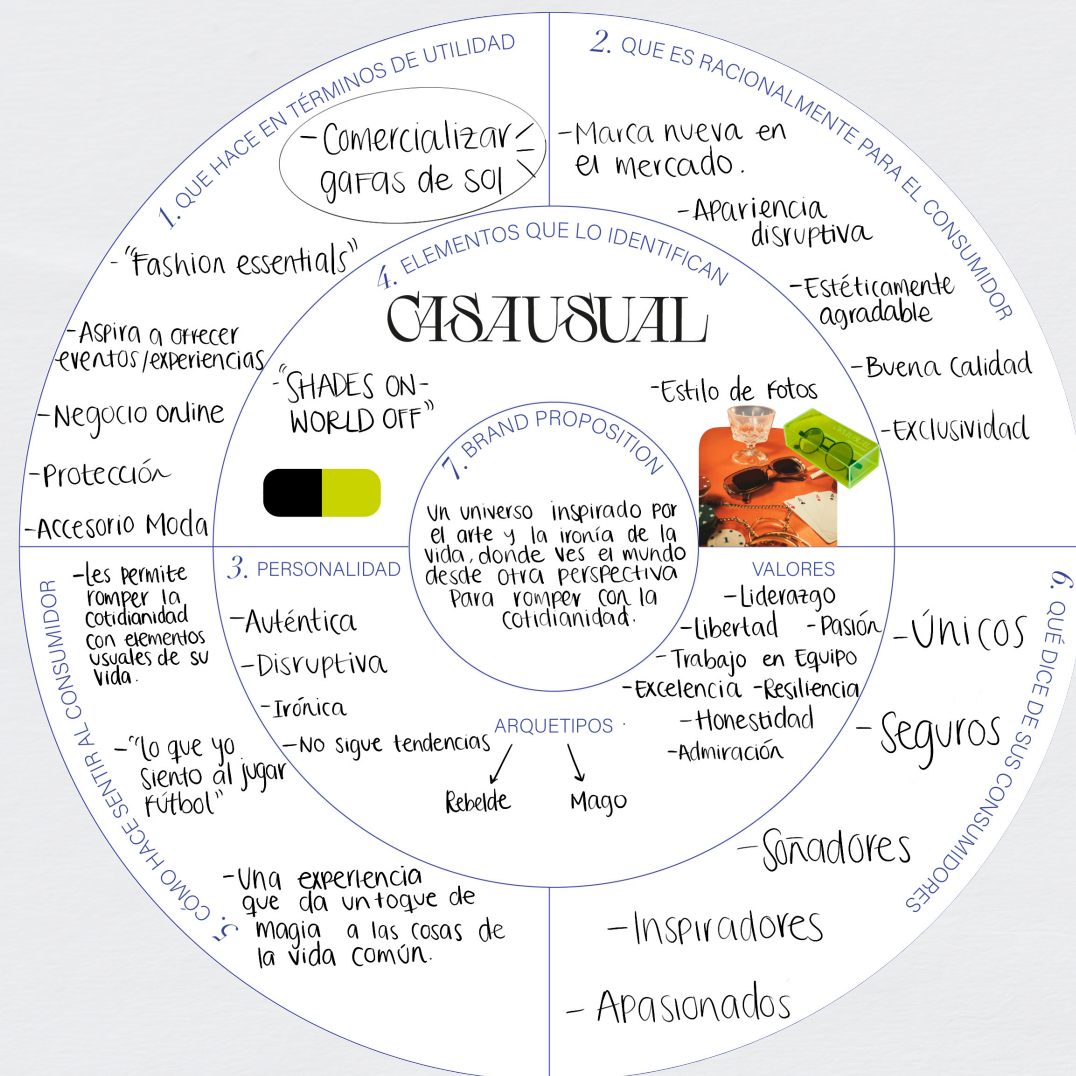 1. QUE HACE EN TÉRMINOS DE UTILIDAD
-Comercializar
gafas de sol
-"Fashion essentials"
-Aspira a ofrecer
eventos/experiencias
-Negocio online
-Protección
-Accesorio Moda
2. QUE ES RACIONALMENTE PARA EL CONSUMIDOR
-Marca nueva en
el mercado.
-Apariencia
disruptiva
-Estéticamente
agradable
-Buena Calidad
-Exclusividad
4. ELEMENTOS QUE LO IDENTIFICAN
CASAUSUAL
-"SHADES ON-
WORLD OFF"
-Estilo de Fotos
7. BRAND PROPOSITION
Un universo inspirado por
el arte y la ironía de la
vida, donde ves el mundo
desde otra perspectiva
Para romper con la
cotidianidad.
3. PERSONALIDAD
-Auténtica
-Disruptiva
-Irónica
-No sigue tendencias
VALORES
-Liderazgo
-Libertad -Pasión
-Trabajo en Equipo
-Excelencia -Resiliencia
-Honestidad
-Admiración
ARQUETIPOS
Rebelde Mago
5. CÓMO HACE SENTIR AL CONSUMIDOR
-les permite
romper la
cotidianidad
con elementos
usuales de su
vida.
-"lo que yo
siento al jugar
Fútbol"
-Una experiencia
que da un toque de
magia a las cosas de
la vida común.
6. QUÉ DICE DE SUS CONSUMIDORES
-Únicos
-Seguros
-Soñadores
-Inspiradores
-Apasionados